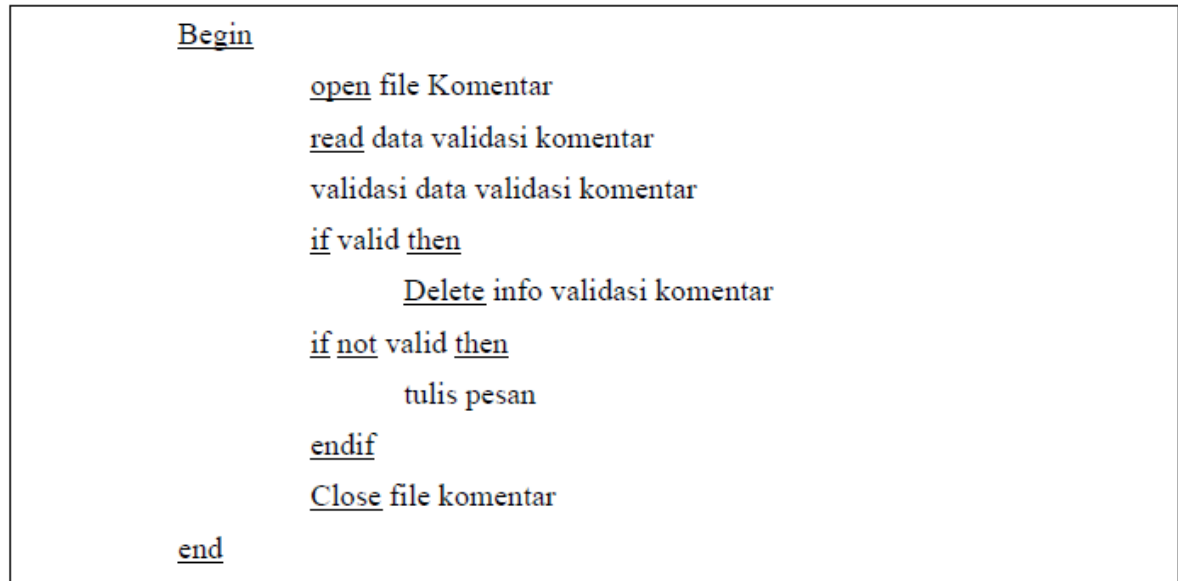 Begin
open file Komentar
read data validasi komentar
validasi data validasi komentar
if valid then
Delete info validasi komentar
if not valid then
tulis pesan
endif
Close file komentar
end